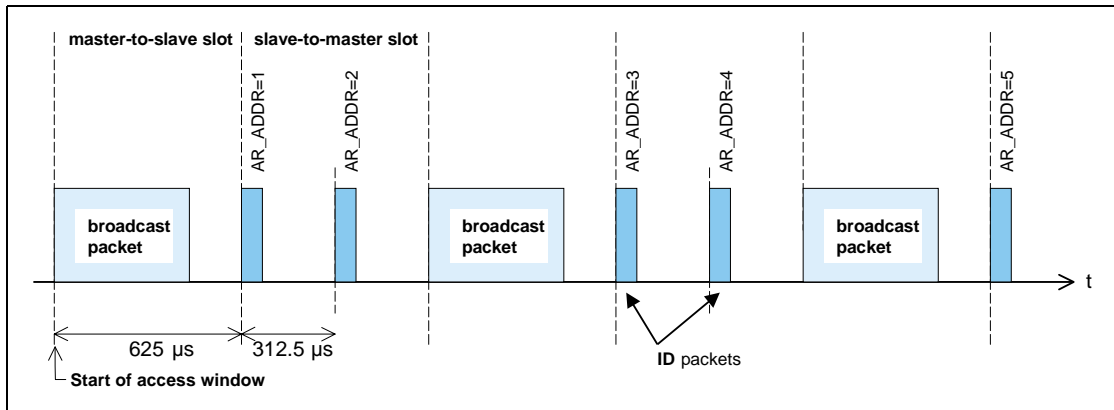 master-to-slave slot
slave-to-master slot
AR_ADDR=1
AR_ADDR=2
AR_ADDR=3
AR_ADDR=4
AR_ADDR=5
broadcast
packet
broadcast
packet
broadcast
packet
t
625 µs
312.5 µs
ID packets
Start of access window